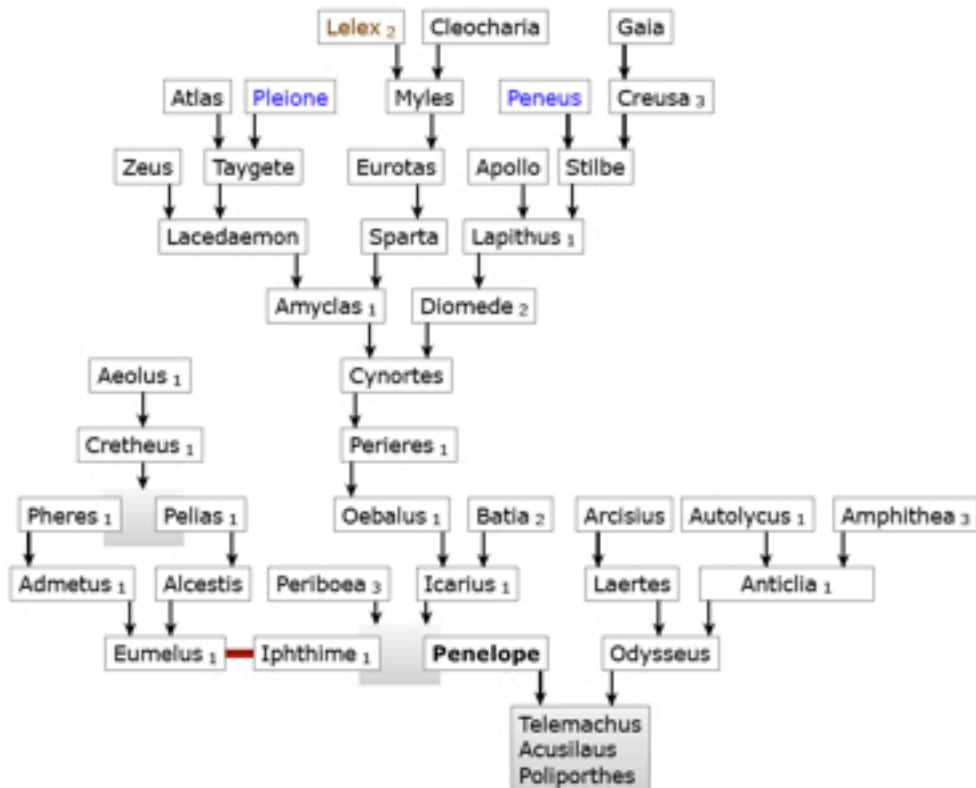 Lelex 2 Cleocharia Gaia
Atlas Pleione Myles Peneus Creusa 3
Zeus Taygete Eurotas Apollo Stilbe
Lacedaemon Sparta Lapithus 1
Amyclas 1 Diomede 2
Aeolus 1 Cynortes
Cretheus 1 Perieres 1
Pheres 1 Pelias 1 Oebalus 1 Batia 2 Arcisius Autolycus 1 Amphithea 3
Admetus 1 Alcestis Periboea 3 Icarius 1 Laertes Anticlia 1
Eumelus 1 Iphthime 1 Penelope Odysseus
Telemachus
Acusilaus
Poliporthes